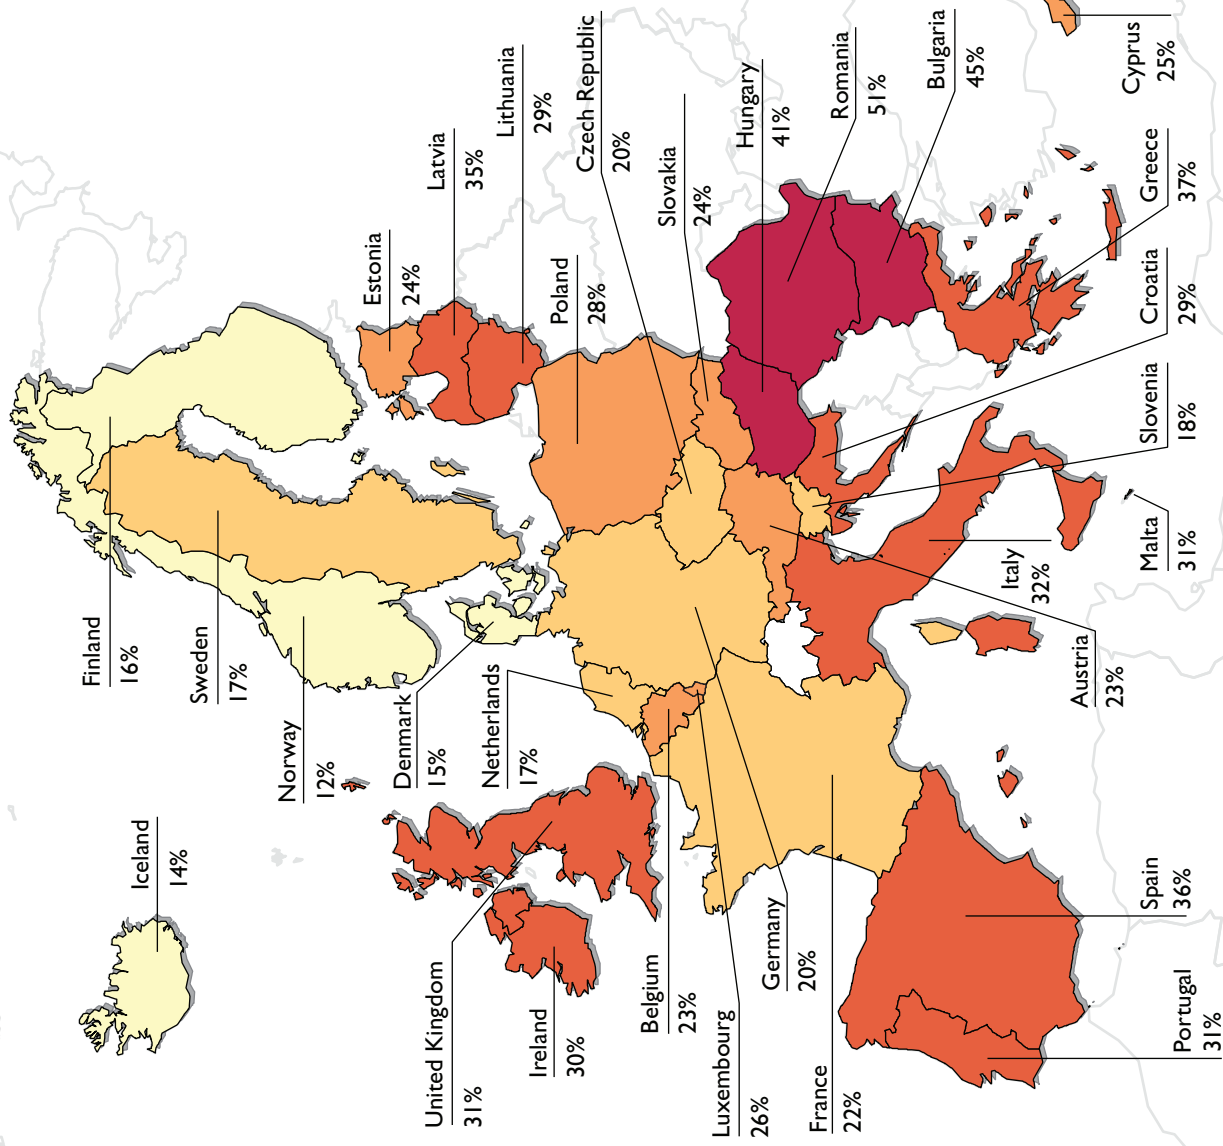 Iceland
14%
Norway
12%
Sweden
17%
Finland
16%
Denmark
15%
Netherlands
17%
Estonia
24%
Latvia
35%
Lithuania
29%
Poland
28%
Czech Republic
20%
Slovakia
24%
Hungary
41%
Romania
51%
Bulgaria
45%
Cyprus
25%
Greece
37%
Croatia
29%
Slovenia
18%
Malta
31%
Italy
32%
Austria
23%
United Kingdom
31%
Ireland
30%
Belgium
23%
Luxembourg
26%
Germany
20%
France
22%
Spain
36%
Portugal
31%